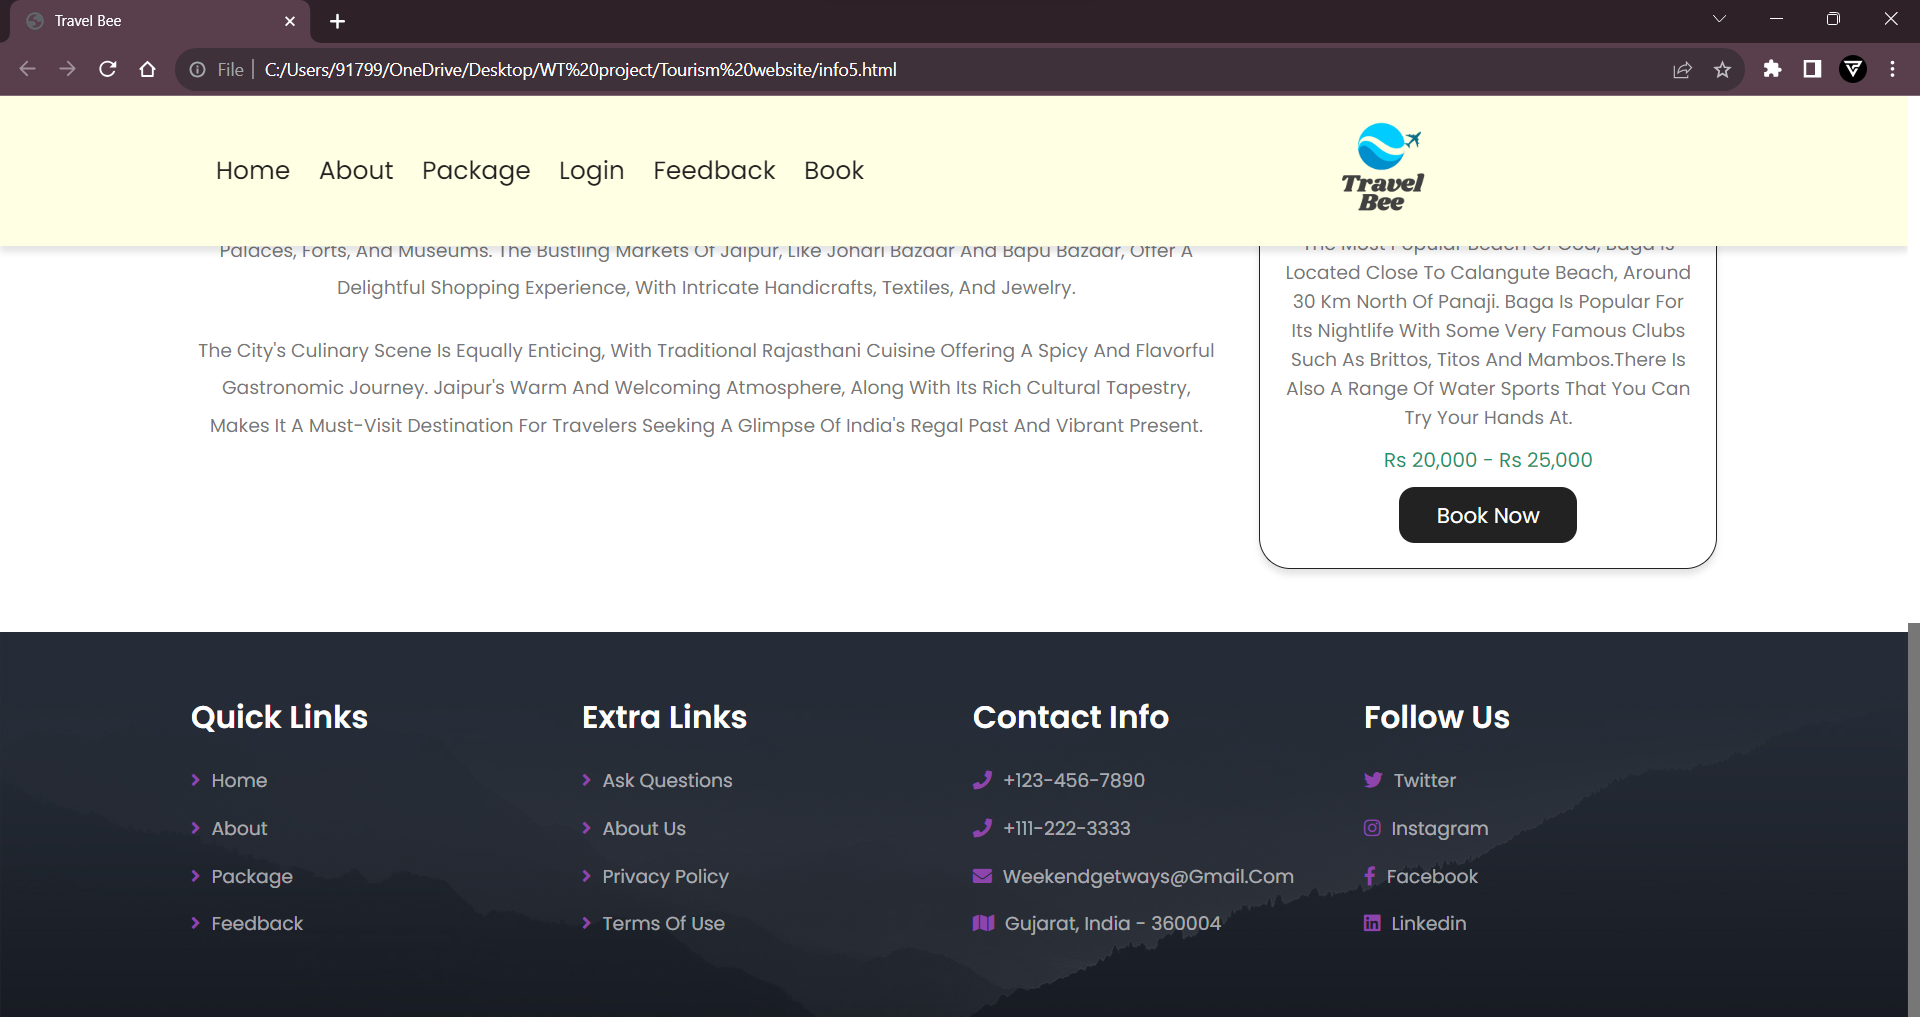 Travel Bee
File
C:/Users/91799/OneDrive/Desktop/WT%20project/Tourism%20website/info5.html
Home About Package Login Feedback Book
Travel
Bee
Palaces, Forts, And Museums. The Bustling Markets Of Jaipur, Like Johari Bazaar And Bapu Bazaar, Offer A
Delightful Shopping Experience, With Intricate Handicrafts, Textiles, And Jewelry.
The City's Culinary Scene Is Equally Enticing, With Traditional Rajasthani Cuisine Offering A Spicy And Flavorful
Gastronomic Journey. Jaipur's Warm And Welcoming Atmosphere, Along With Its Rich Cultural Tapestry,
Makes It A Must-Visit Destination For Travelers Seeking A Glimpse Of India's Regal Past And Vibrant Present.
The Most Popular Beach Of Goa, Baga Is
Located Close To Calangute Beach, Around
30 Km North Of Panaji. Baga Is Popular For
Its Nightlife With Some Very Famous Clubs
Such As Brittos, Titos And Mambos.There Is
Also A Range Of Water Sports That You Can
Try Your Hands At.
Rs 20,000 - Rs 25,000
Book Now
Quick Links
Home
About
Package
Feedback
Extra Links
Ask Questions
About Us
Privacy Policy
Terms Of Use
Contact Info
+123-456-7890
+111-222-3333
Weekendgetways@Gmail.Com
Gujarat, India - 360004
Follow Us
Twitter
Instagram
Facebook
Linkedin